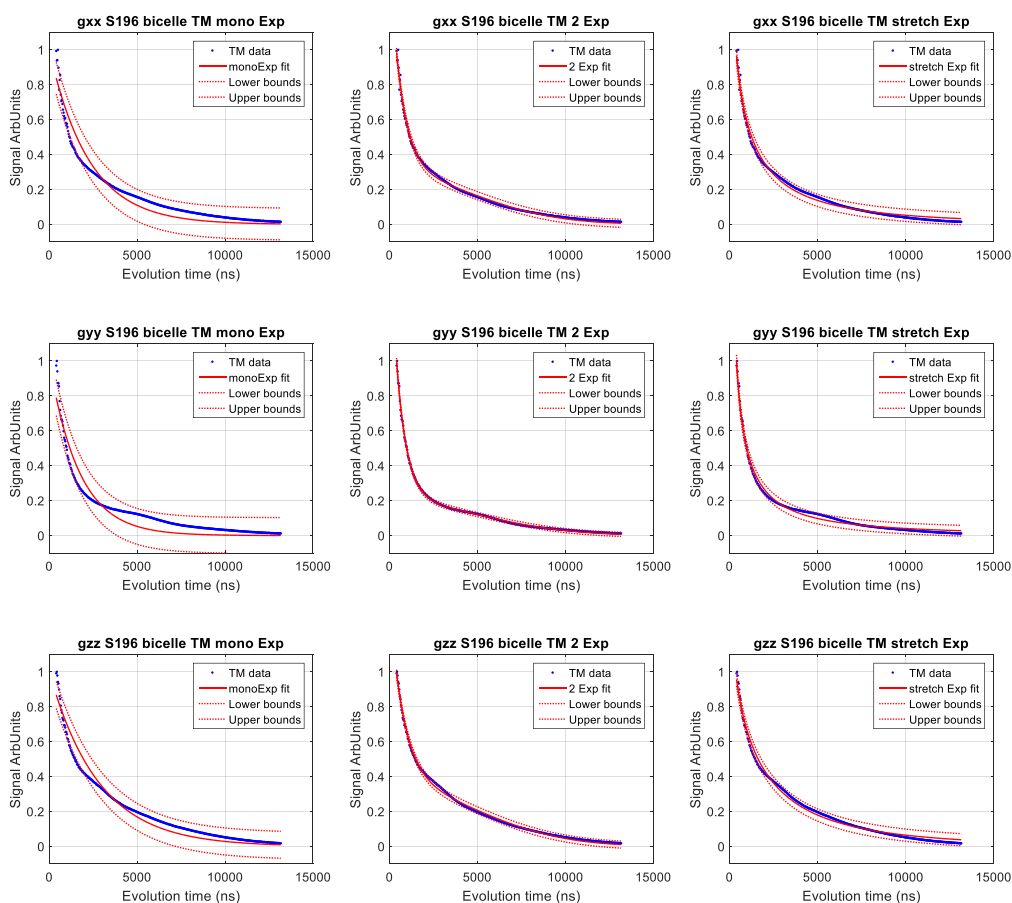 gxx S196 bicelle TM mono Exp
Signal ArbUnits
1
0.8
0.6
0.4
0.2
0
0
5000
10000
15000
Evolution time (ns)
TM data
monoExp fit
Lower bounds
Upper bounds
gxx S196 bicelle TM 2 Exp
Signal ArbUnits
1
0.8
0.6
0.4
0.2
0
0
5000
10000
15000
Evolution time (ns)
TM data
2 Exp fit
Lower bounds
Upper bounds
gxx S196 bicelle TM stretch Exp
Signal ArbUnits
1
0.8
0.6
0.4
0.2
0
0
5000
10000
15000
Evolution time (ns)
TM data
stretch Exp fit
Lower bounds
Upper bounds
gyy S196 bicelle TM mono Exp
Signal ArbUnits
1
0.8
0.6
0.4
0.2
0
0
5000
10000
15000
Evolution time (ns)
TM data
monoExp fit
Lower bounds
Upper bounds
gyy S196 bicelle TM 2 Exp
Signal ArbUnits
1
0.8
0.6
0.4
0.2
0
0
5000
10000
15000
Evolution time (ns)
TM data
2 Exp fit
Lower bounds
Upper bounds
gyy S196 bicelle TM stretch Exp
Signal ArbUnits
1
0.8
0.6
0.4
0.2
0
0
5000
10000
15000
Evolution time (ns)
TM data
stretch Exp fit
Lower bounds
Upper bounds
gzz S196 bicelle TM mono Exp
Signal ArbUnits
1
0.8
0.6
0.4
0.2
0
0
5000
10000
15000
Evolution time (ns)
TM data
monoExp fit
Lower bounds
Upper bounds
gzz S196 bicelle TM 2 Exp
Signal ArbUnits
1
0.8
0.6
0.4
0.2
0
0
5000
10000
15000
Evolution time (ns)
TM data
2 Exp fit
Lower bounds
Upper bounds
gzz S196 bicelle TM stretch Exp
Signal ArbUnits
1
0.8
0.6
0.4
0.2
0
0
5000
10000
15000
Evolution time (ns)
TM data
stretch Exp fit
Lower bounds
Upper bounds